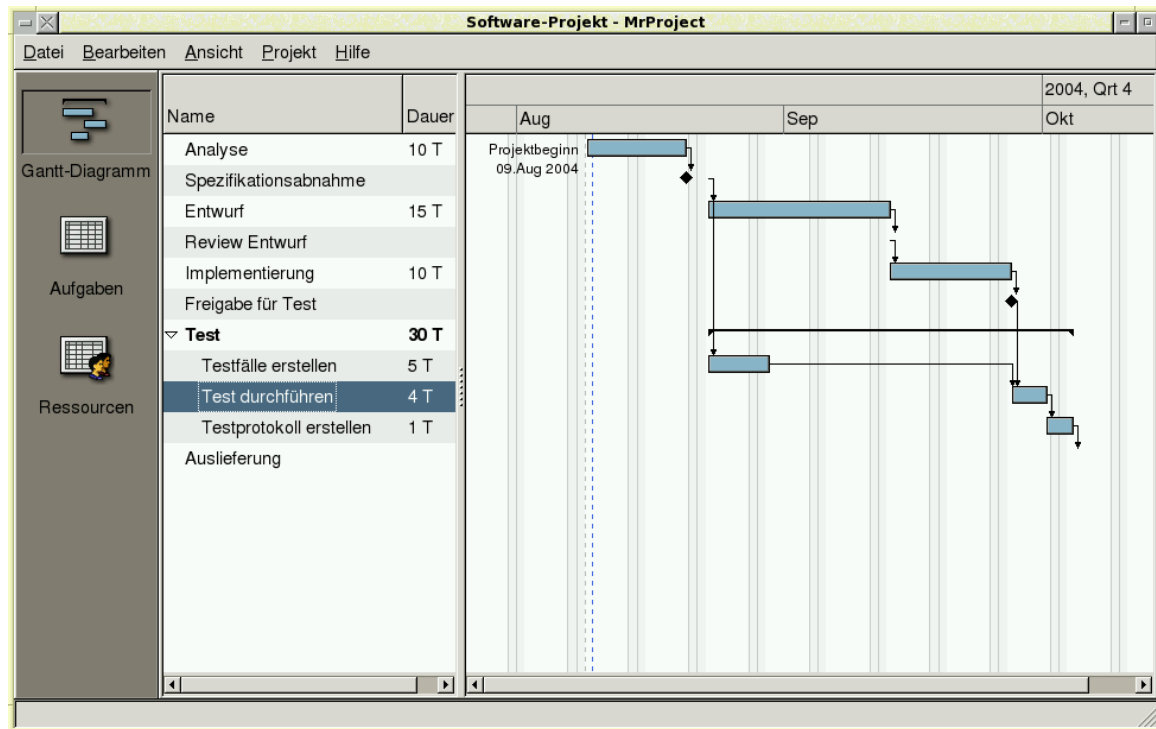 Software-Projekt - MrProject
Datei Bearbeiten Ansicht Projekt Hilfe
Gantt-Diagramm
Aufgaben
Ressourcen
Name Dauer
Analyse 10 T
Spezifikationsabnahme
Entwurf 15 T
Review Entwurf
Implementierung 10 T
Freigabe für Test
Test 30 T
Testfälle erstellen 5 T
Test durchführen 4 T
Testprotokoll erstellen 1 T
Auslieferung
2004, Qrt 4
Aug Sep Okt
Projektbeginn
09.Aug 2004